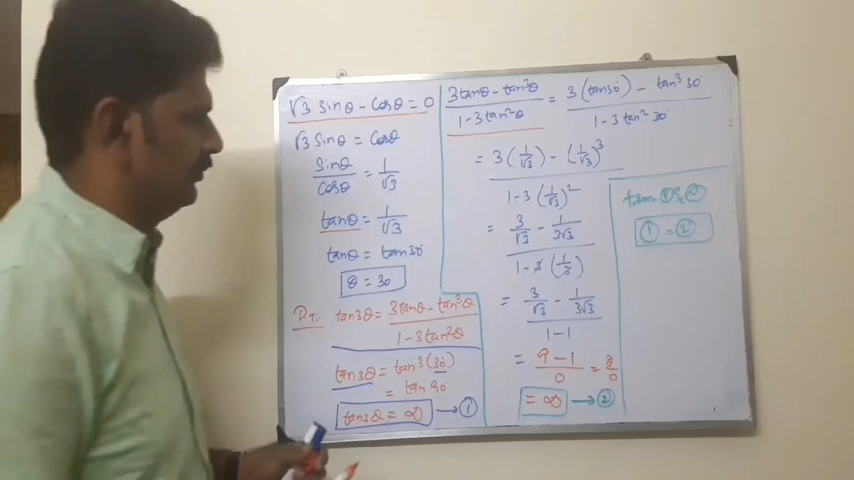 √3 Sinθ - Cosθ = 0
√3 Sinθ = Cosθ
Sinθ/Cosθ = 1/√3
tanθ = 1/√3
tanθ = tan30°
θ = 30°
P.T:- tan3θ = (3tanθ - tan³θ)/(1-3tan²θ)
tan3θ = tan3(30°)
= tan90°
tan3θ = ∞ → ①
(3tanθ - tan³θ)/(1-3tan²θ) = (3(tan30°) - tan³30°)/(1-3tan²30°)
= (3(1/√3) - (1/√3)³)/(1-3(1/√3)²)
= (3/√3 - 1/3√3)/(1-3(1/3))
= (3/√3 - 1/3√3)/(1-1)
= (9-1)/0 = 8/0
= ∞ → ②
from ① & ②
① = ②